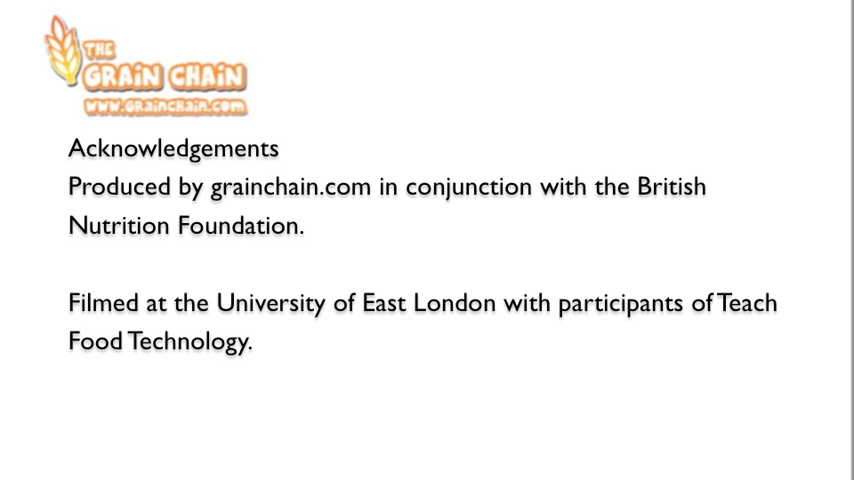 THE
GRAIN CHAIN
www.grainchain.com
Acknowledgements
Produced by grainchain.com in conjunction with the British
Nutrition Foundation.
Filmed at the University of East London with participants of Teach
Food Technology.